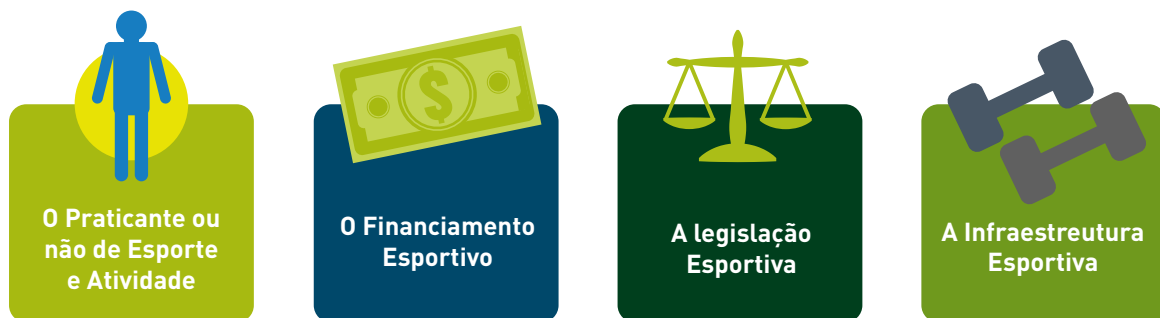 O Praticante ou
não de Esporte
e Atividade
O Financiamento
Esportivo
A legislação
Esportiva
A Infraestreutura
Esportiva
$